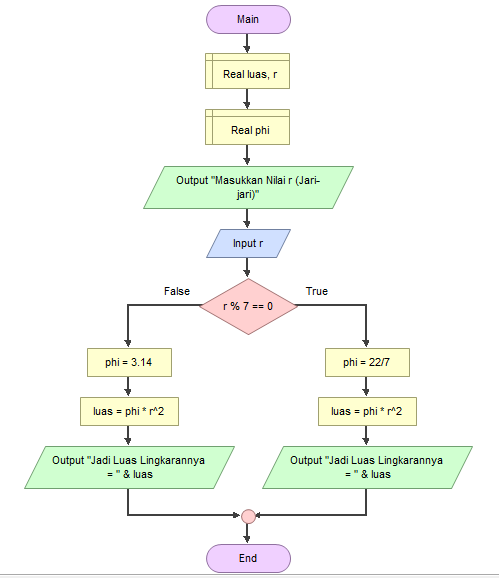 Main
Real luas, r
Real phi
Output "Masukkan Nilai r (Jari-
jari)"
Input r
False
True
r % 7 == 0
phi = 3.14
phi = 22/7
luas = phi * r^2
luas = phi * r^2
Output "Jadi Luas Lingkarannya
= " & luas
Output "Jadi Luas Lingkarannya
= " & luas
End